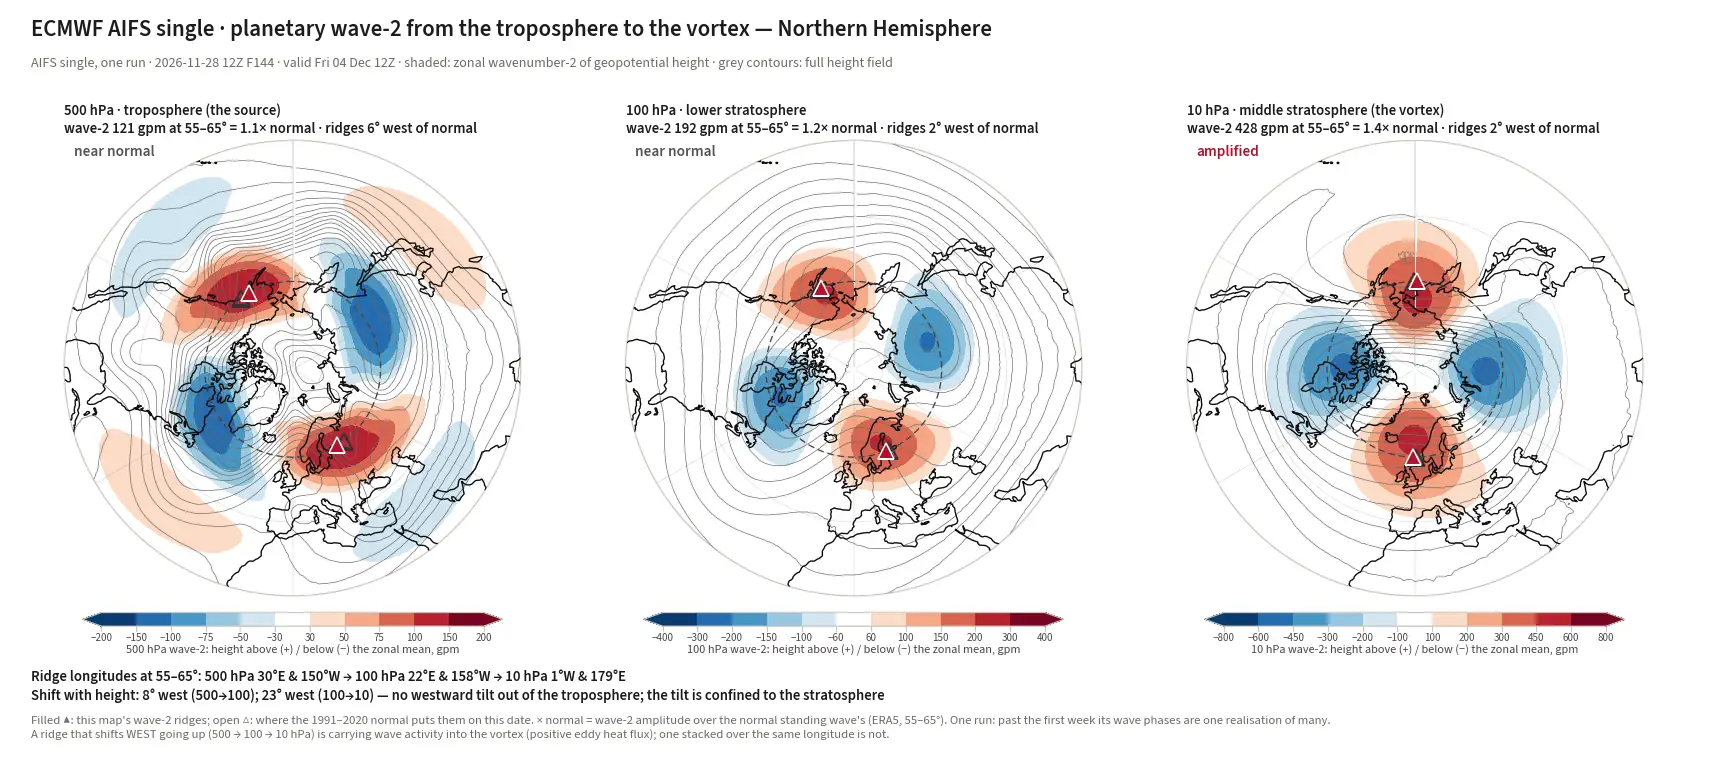 ECMWF AIFS single · planetary wave-2 from the troposphere to the vortex — Northern Hemisphere
AIFS single, one run · 2026-11-28 12Z F144 · valid Fri 04 Dec 12Z · shaded: zonal wavenumber-2 of geopotential height · grey contours: full height field
500 hPa · troposphere (the source)
wave-2 121 gpm at 55–65° = 1.1× normal · ridges 6° west of normal
near normal
100 hPa · lower stratosphere
wave-2 192 gpm at 55–65° = 1.2× normal · ridges 2° west of normal
near normal
10 hPa · middle stratosphere (the vortex)
wave-2 428 gpm at 55–65° = 1.4× normal · ridges 2° west of normal
amplified
−200 −150 −100 −75 −50 −30 30 50 75 100 150 200
500 hPa wave-2: height above (+) / below (−) the zonal mean, gpm
−400 −300 −200 −150 −100 −60 60 100 150 200 300 400
100 hPa wave-2: height above (+) / below (−) the zonal mean, gpm
−800 −600 −450 −300 −200 −100 100 200 300 450 600 800
10 hPa wave-2: height above (+) / below (−) the zonal mean, gpm
Ridge longitudes at 55–65°: 500 hPa 30°E & 150°W → 100 hPa 22°E & 158°W → 10 hPa 1°W & 179°E
Shift with height: 8° west (500→100); 23° west (100→10) — no westward tilt out of the troposphere; the tilt is confined to the stratosphere
Filled ▲: this map's wave-2 ridges; open △: where the 1991–2020 normal puts them on this date. × normal = wave-2 amplitude over the normal standing wave's (ERA5, 55–65°). One run: past the first week its wave phases are one realisation of many.
A ridge that shifts WEST going up (500 → 100 → 10 hPa) is carrying wave activity into the vortex (positive eddy heat flux); one stacked over the same longitude is not.